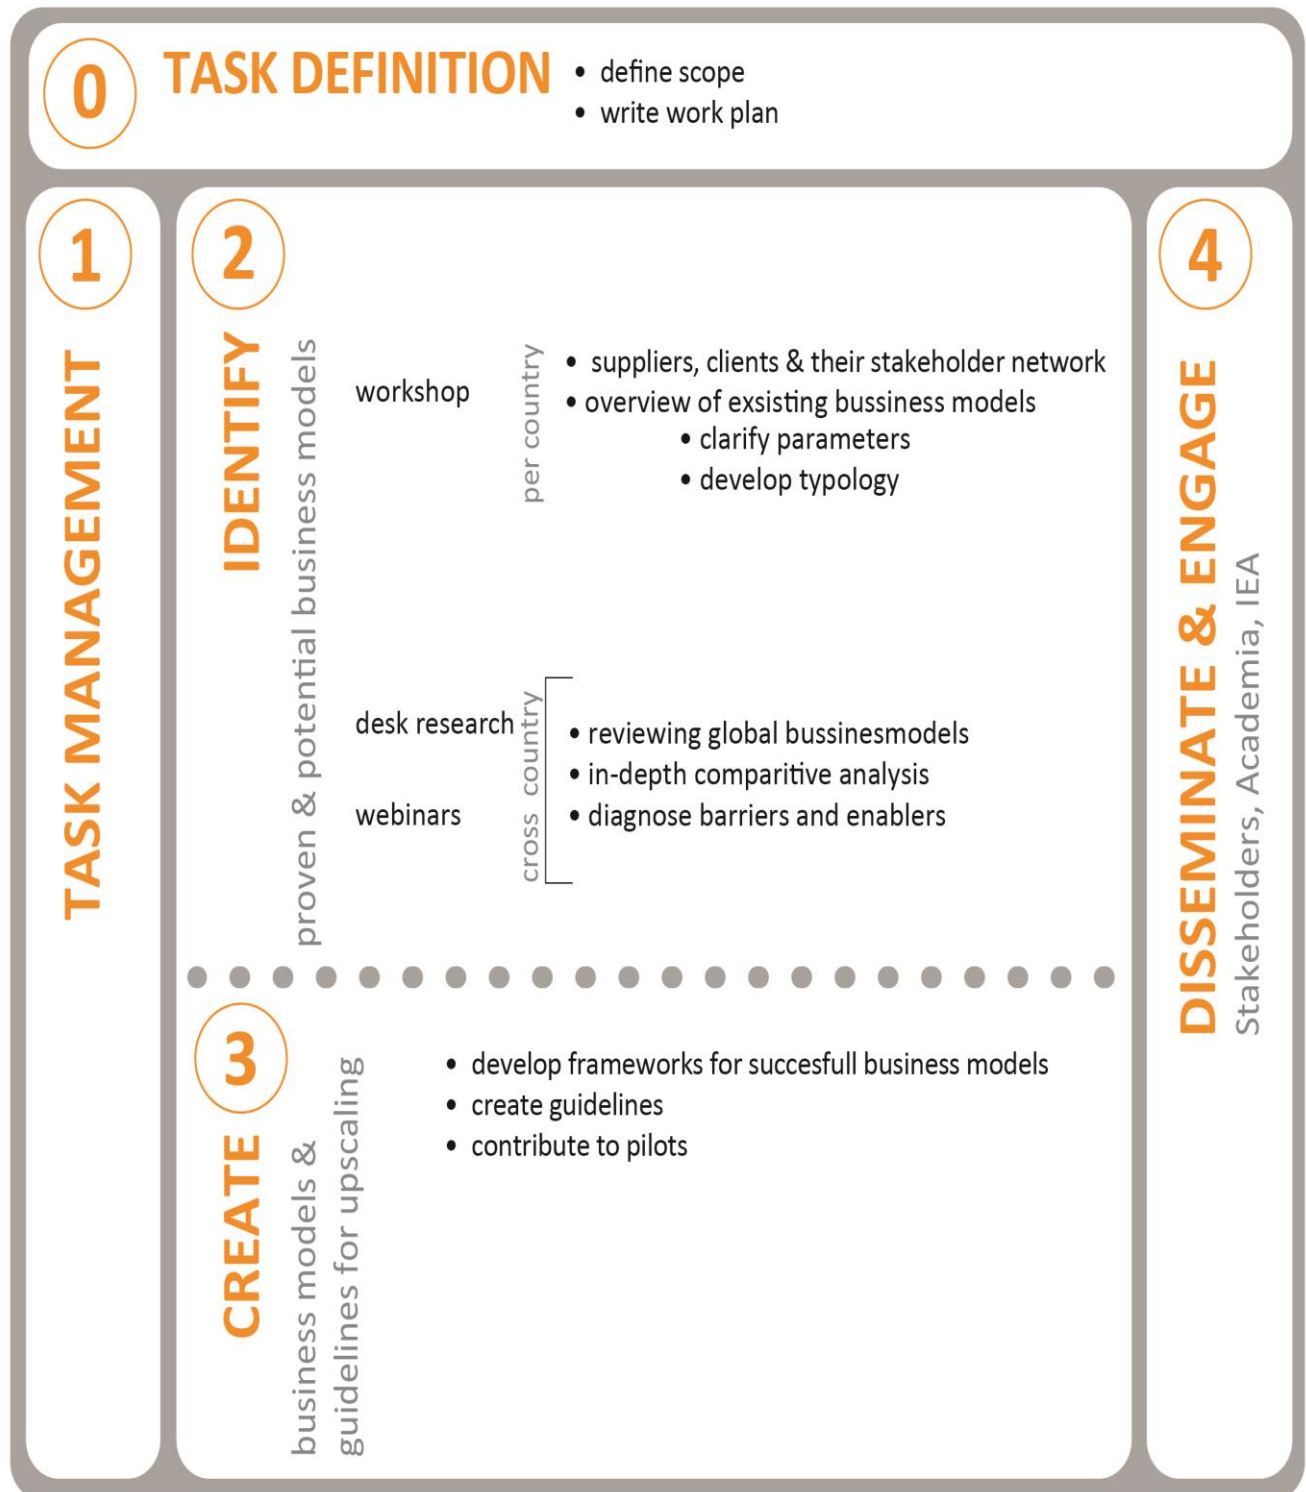 0
TASK DEFINITION
• define scope
• write work plan
1
TASK MANAGEMENT
2
IDENTIFY
proven & potential business models
workshop
per country
• suppliers, clients & their stakeholder network
• overview of exsisting bussiness models
• clarify parameters
• develop typology
desk research
webinars
cross country
• reviewing global bussinesmodels
• in-depth comparitive analysis
• diagnose barriers and enablers
3
CREATE
business models &
guidelines for upscaling
• develop frameworks for succesfull business models
• create guidelines
• contribute to pilots
4
DISSEMINATE & ENGAGE
Stakeholders, Academia, IEA